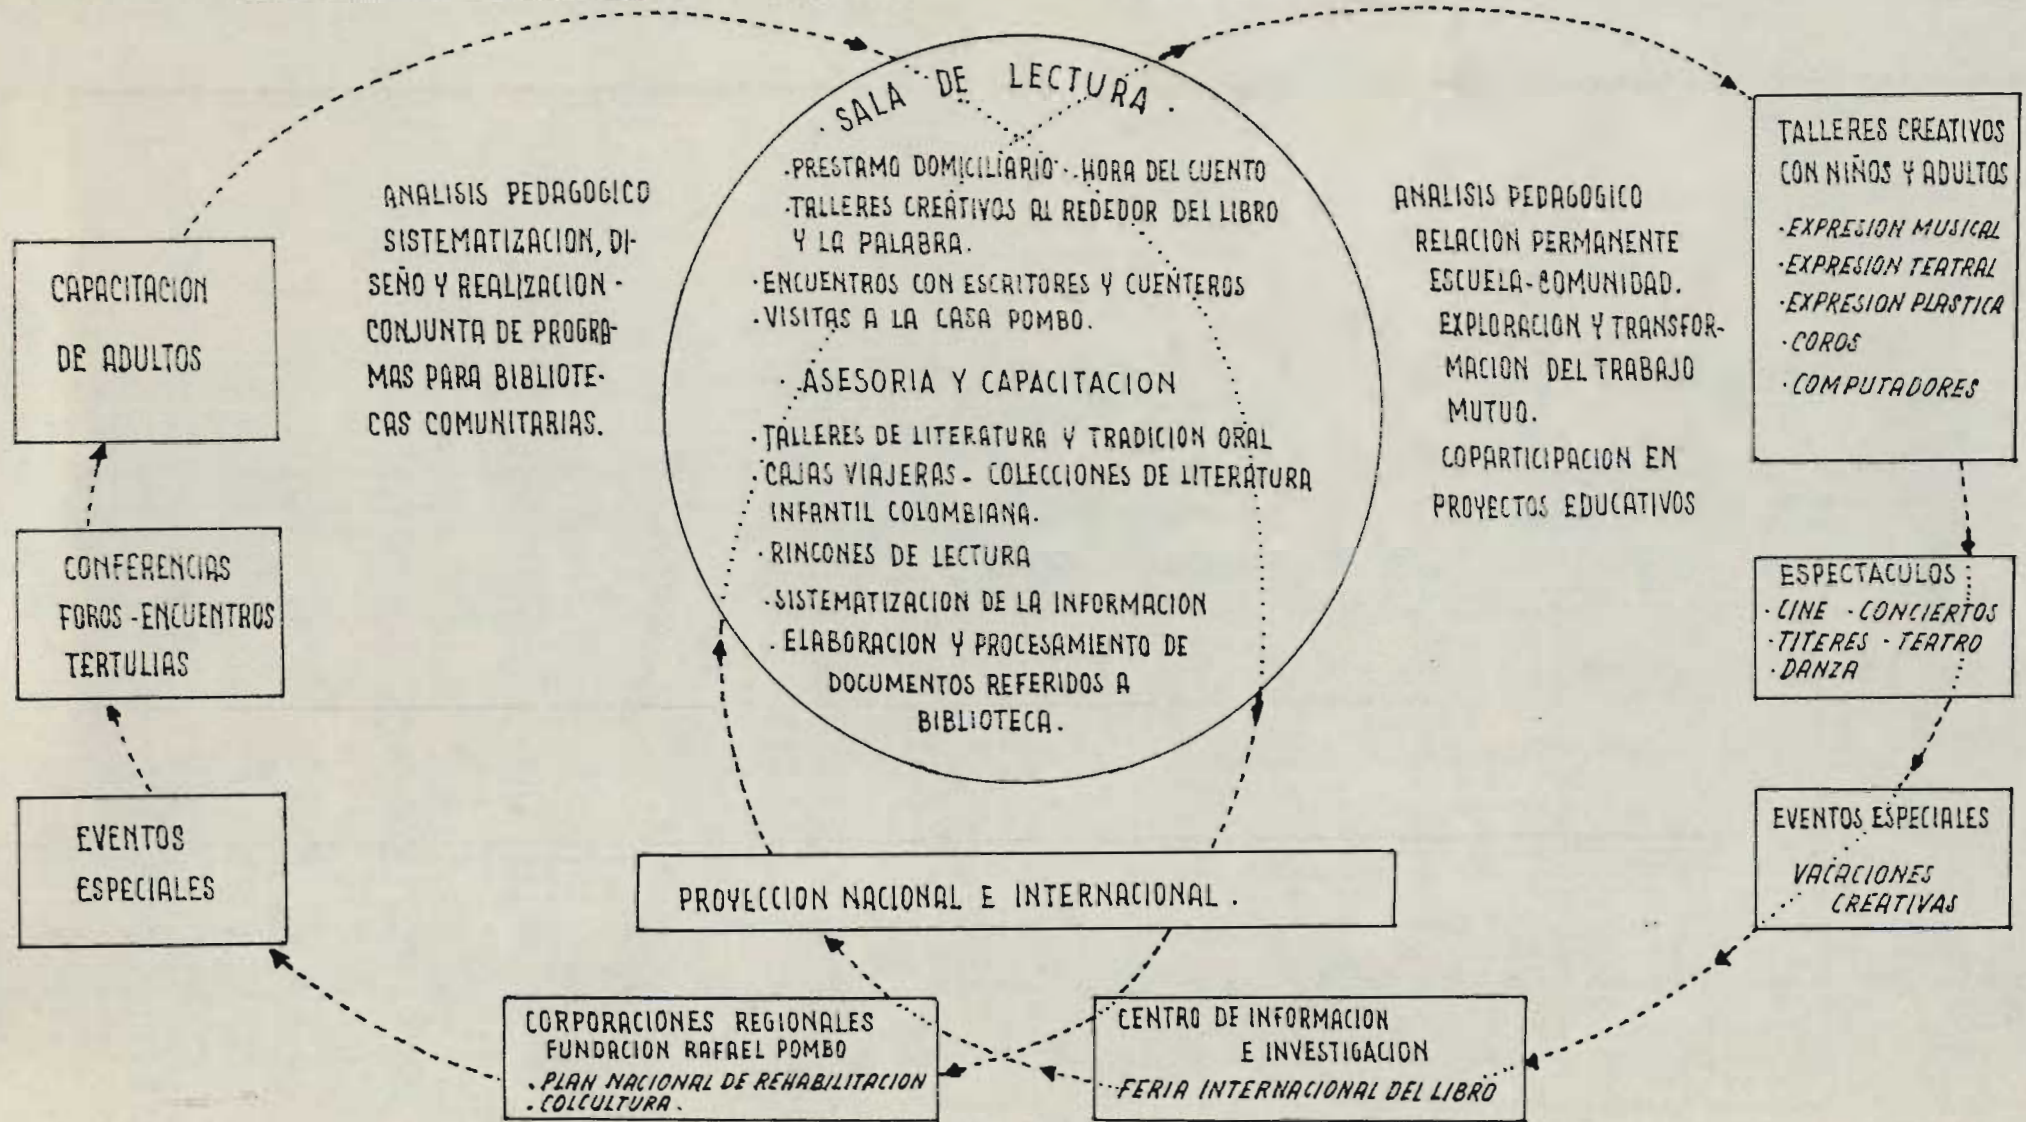 · SALA DE LECTURA ·
· PRESTAMO DOMICILIARIO · · HORA DEL CUENTO
· TALLERES CREATIVOS AL REDEDOR DEL LIBRO
Y LA PALABRA.
· ENCUENTROS CON ESCRITORES Y CUENTEROS
· VISITAS A LA CASA POMBO.
· ASESORIA Y CAPACITACION
· TALLERES DE LITERATURA Y TRADICION ORAL
· CAJAS VIAJERAS - COLECCIONES DE LITERATURA
INFANTIL COLOMBIANA.
· RINCONES DE LECTURA
· SISTEMATIZACION DE LA INFORMACION
· ELABORACION Y PROCESAMIENTO DE
DOCUMENTOS REFERIDOS A
BIBLIOTECA.
ANALISIS PEDAGOGICO
SISTEMATIZACION, DI-
SEÑO Y REALIZACION -
CONJUNTA DE PROGRA-
MAS PARA BIBLIOTE-
CAS COMUNITARIAS.
ANALISIS PEDAGOGICO
RELACION PERMANENTE
ESCUELA-COMUNIDAD.
EXPLORACION Y TRANSFOR-
MACION DEL TRABAJO
MUTUO.
COPARTICIPACION EN
PROYECTOS EDUCATIVOS
TALLERES CREATIVOS
CON NIÑOS Y ADULTOS
· EXPRESION MUSICAL
· EXPRESION TEATRAL
· EXPRESION PLASTICA
· COROS
· COMPUTADORES
ESPECTACULOS
· CINE · CONCIERTOS
· TITERES · TEATRO
· DANZA
EVENTOS ESPECIALES
VACACIONES
CREATIVAS
CENTRO DE INFORMACION
E INVESTIGACION
FERIA INTERNACIONAL DEL LIBRO
PROYECCION NACIONAL E INTERNACIONAL .
CORPORACIONES REGIONALES
FUNDACION RAFAEL POMBO
· PLAN NACIONAL DE REHABILITACION
· COLCULTURA.
EVENTOS
ESPECIALES
CONFERENCIAS
FOROS - ENCUENTROS
TERTULIAS
CAPACITACION
DE ADULTOS